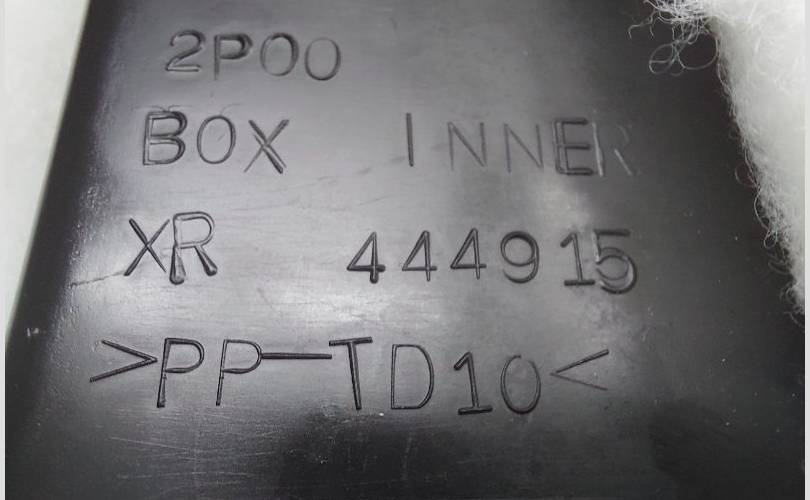 2P00
BOX INNER
XR 444915
>PP-TD10<